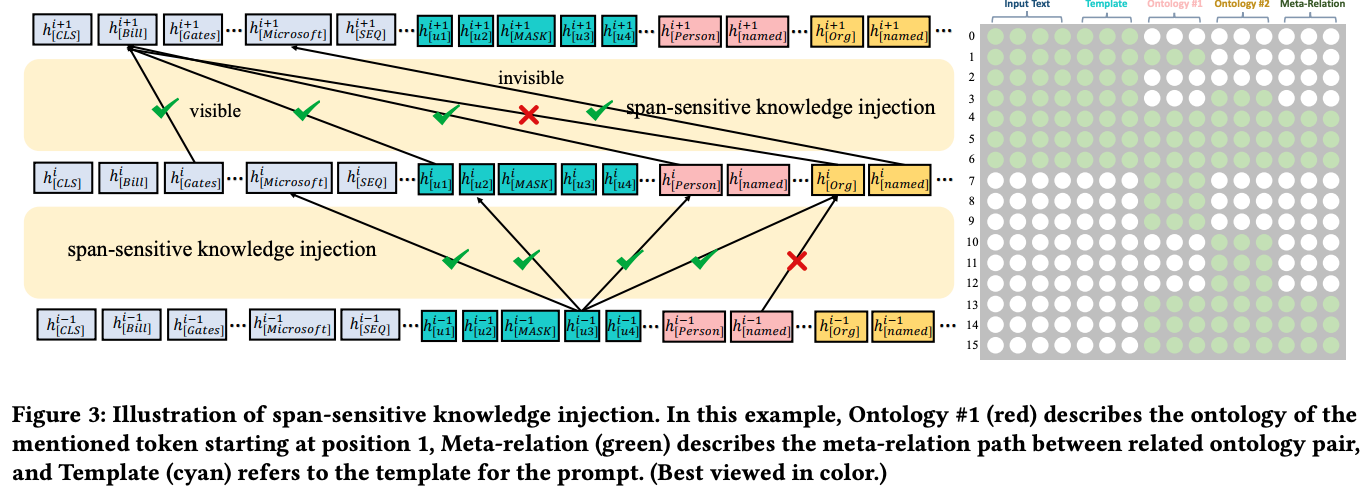 h^{i+1}_{[CLS]} h^{i+1}_{[Bill]} h^{i+1}_{[Gates]} ... h^{i+1}_{[Microsoft]} h^{i+1}_{[SEQ]} ... h^{i+1}_{[u1]} h^{i+1}_{[u2]} h^{i+1}_{[MASK]} h^{i+1}_{[u3]} h^{i+1}_{[u4]} ... h^{i+1}_{[Person]} h^{i+1}_{[named]} ... h^{i+1}_{[Org]} h^{i+1}_{[named]} ...
invisible
visible
span-sensitive knowledge injection
h^{i}_{[CLS]} h^{i}_{[Bill]} h^{i}_{[Gates]} ... h^{i}_{[Microsoft]} h^{i}_{[SEQ]} ... h^{i}_{[u1]} h^{i}_{[u2]} h^{i}_{[MASK]} h^{i}_{[u3]} h^{i}_{[u4]} ... h^{i}_{[Person]} h^{i}_{[named]} ... h^{i}_{[Org]} h^{i}_{[named]} ...
span-sensitive knowledge injection
h^{i-1}_{[CLS]} h^{i-1}_{[Bill]} h^{i-1}_{[Gates]} ... h^{i-1}_{[Microsoft]} h^{i-1}_{[SEQ]} ... h^{i-1}_{[u1]} h^{i-1}_{[u2]} h^{i-1}_{[MASK]} h^{i-1}_{[u3]} h^{i-1}_{[u4]} ... h^{i-1}_{[Person]} h^{i-1}_{[named]} ... h^{i-1}_{[Org]} h^{i-1}_{[named]} ...
Input Text Template Ontology #1 Ontology #2 Meta-Relation
0
1
2
3
4
5
6
7
8
9
10
11
12
13
14
15
Figure 3: Illustration of span-sensitive knowledge injection. In this example, Ontology #1 (red) describes the ontology of the
mentioned token starting at position 1, Meta-relation (green) describes the meta-relation path between related ontology pair,
and Template (cyan) refers to the template for the prompt. (Best viewed in color.)